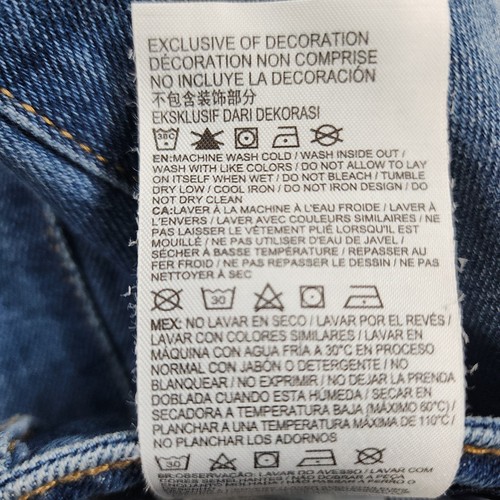 EXCLUSIVE OF DECORATION
DÉCORATION NON COMPRISE
NO INCLUYE LA DECORACIÓN
不包含装饰部分
EKSKLUSIF DARI DEKORASI
EN:MACHINE WASH COLD / WASH INSIDE OUT /
WASH WITH LIKE COLORS / DO NOT ALLOW TO LAY
ON ITSELF WHEN WET / DO NOT BLEACH / TUMBLE
DRY LOW / COOL IRON / DO NOT IRON DESIGN / DO
NOT DRY CLEAN
CA:LAVER À LA MACHINE À L'EAU FROIDE / LAVER À
L'ENVERS / LAVER AVEC COULEURS SIMILAIRES / NE
PAS LAISSER LE VÊTEMENT PLIÉ LORSQU'IL EST
MOUILLÉ / NE PAS UTILISER D'EAU DE JAVEL /
SÉCHER À BASSE TEMPÉRATURE / REPASSER AU
FER FROID / NE PAS REPASSER LE DESSIN / NE PAS
NETTOYER À SEC
30
MEX: NO LAVAR EN SECO / LAVAR POR EL REVÉS /
LAVAR CON COLORES SIMILARES / LAVAR EN
MÁQUINA CON AGUA FRÍA A 30°C EN PROCESO
NORMAL CON JABÓN O DETERGENTE / NO
BLANQUEAR / NO EXPRIMIR / NO DEJAR LA PRENDA
DOBLADA CUANDO ESTA HÚMEDA / SECAR EN
SECADORA A TEMPERATURA BAJA (MÁXIMO 60°C) /
PLANCHAR A UNA TEMPERATURA MÁXIMA DE 110°C /
NO PLANCHAR LOS ADORNOS
30
BR:OBSERVAÇÃO: LAVAR DO AVESSO / LAVAR COM
CORES SEMELHANTES / NÃO DOBRAR A PEÇA